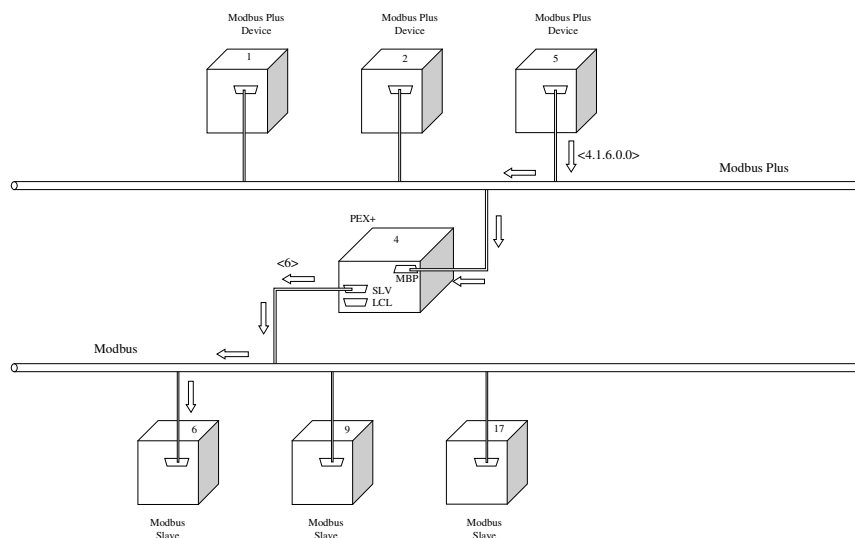 Modbus Plus
Device
Modbus Plus
Device
Modbus Plus
Device
1
2
5
<4.1.6.0.0>
Modbus Plus
PEX+
4
<6>
MBP
SLV
LCL
Modbus
6
9
17
Modbus
Slave
Modbus
Slave
Modbus
Slave